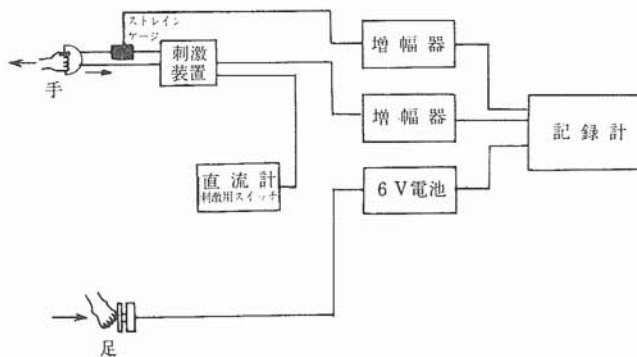 ストレイン
ゲージ
手
刺激
装置
増幅器
増幅器
記録計
直流計
刺激用スイッチ
6V電池
足